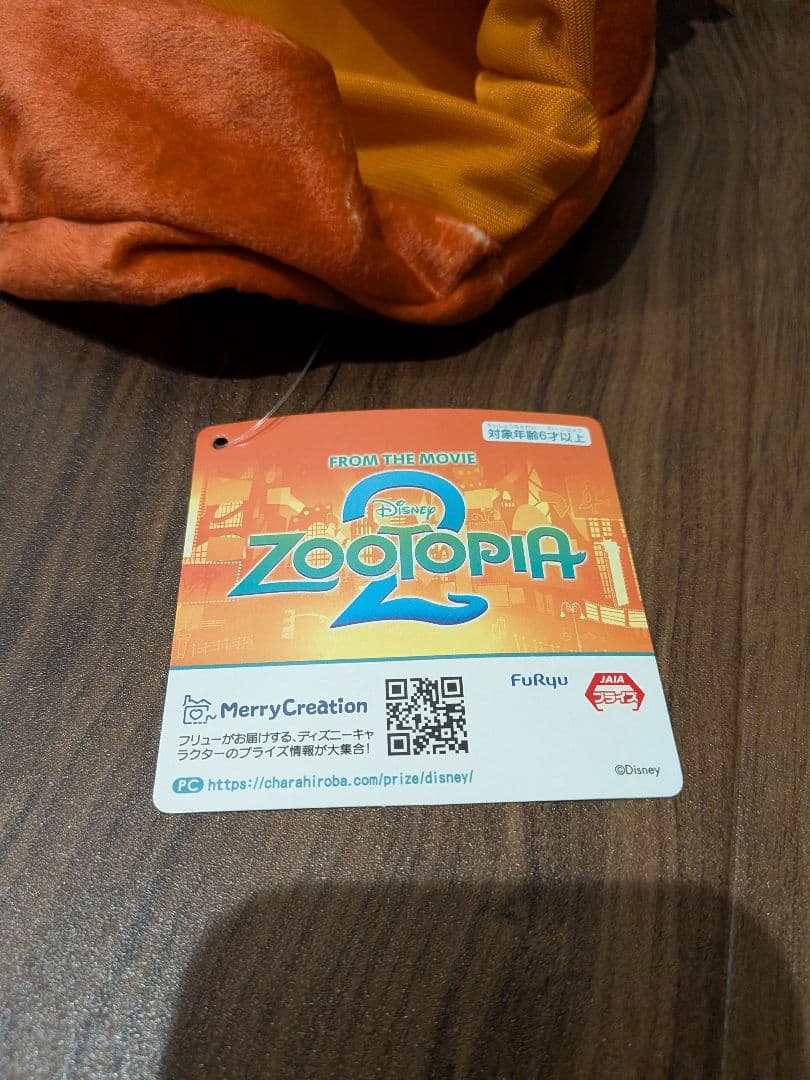 対象年齢6才以上
FROM THE MOVIE
Disney
ZOOTOPIA
2
MerryCreation
フリューがお届けする、ディズニーキャ
ラクターのプライズ情報が大集合!
PC https://charahiroba.com/prize/disney/
FuRyu
JAIA
プライズ
©Disney